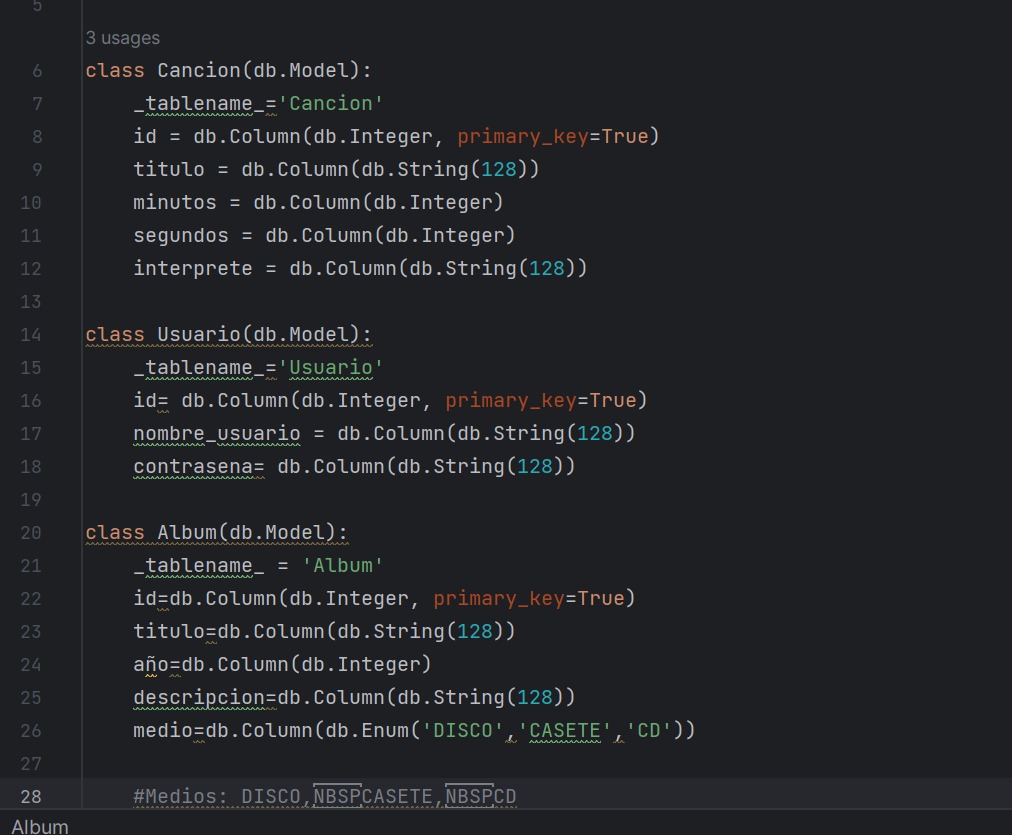 5
3 usages
6 class Cancion(db.Model):
7     _tablename_='Cancion'
8     id = db.Column(db.Integer, primary_key=True)
9     titulo = db.Column(db.String(128))
10     minutos = db.Column(db.Integer)
11     segundos = db.Column(db.Integer)
12     interprete = db.Column(db.String(128))
13
14 class Usuario(db.Model):
15     _tablename_='Usuario'
16     id= db.Column(db.Integer, primary_key=True)
17     nombre_usuario = db.Column(db.String(128))
18     contrasena= db.Column(db.String(128))
19
20 class Album(db.Model):
21     _tablename_ = 'Album'
22     id=db.Column(db.Integer, primary_key=True)
23     titulo=db.Column(db.String(128))
24     año=db.Column(db.Integer)
25     descripcion=db.Column(db.String(128))
26     medio=db.Column(db.Enum('DISCO','CASETE','CD'))
27
28     #Medios: DISCO,NBSPCASETE,NBSPCD
Album